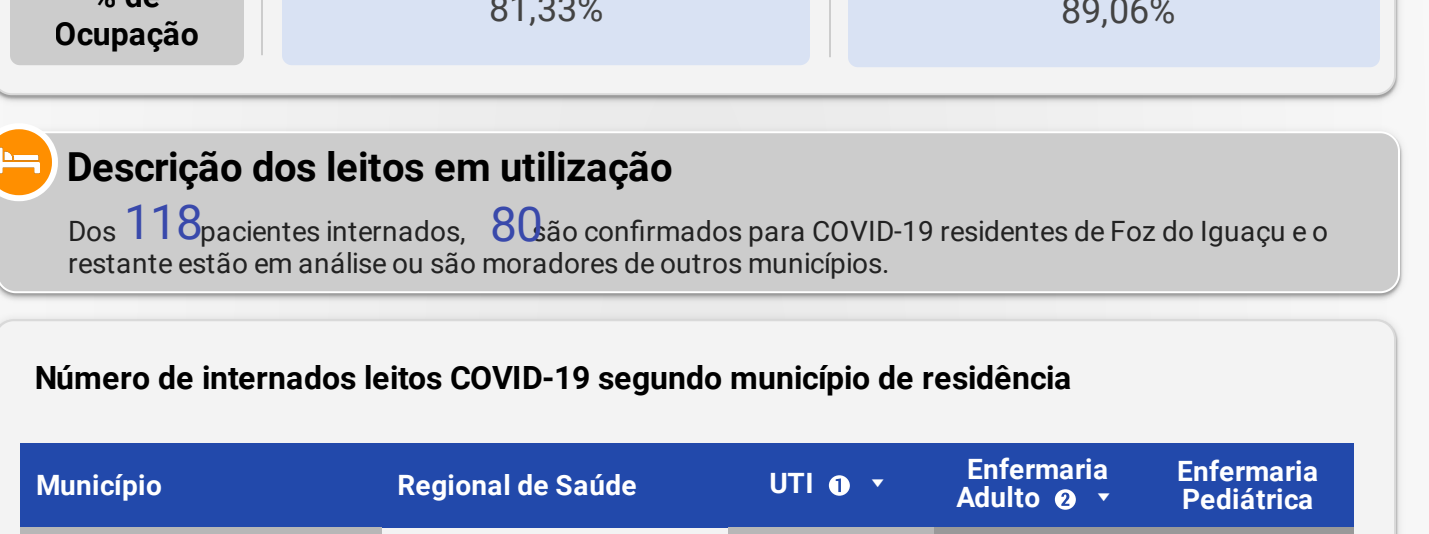 % de
Ocupação
81,33%
89,06%
Descrição dos leitos em utilização
Dos 118 pacientes internados, 80 são confirmados para COVID-19 residentes de Foz do Iguaçu e o
restante estão em análise ou são moradores de outros municípios.
Número de internados leitos COVID-19 segundo município de residência
Município
Regional de Saúde
UTI ❶
Enfermaria
Adulto ❷
Enfermaria
Pediátrica